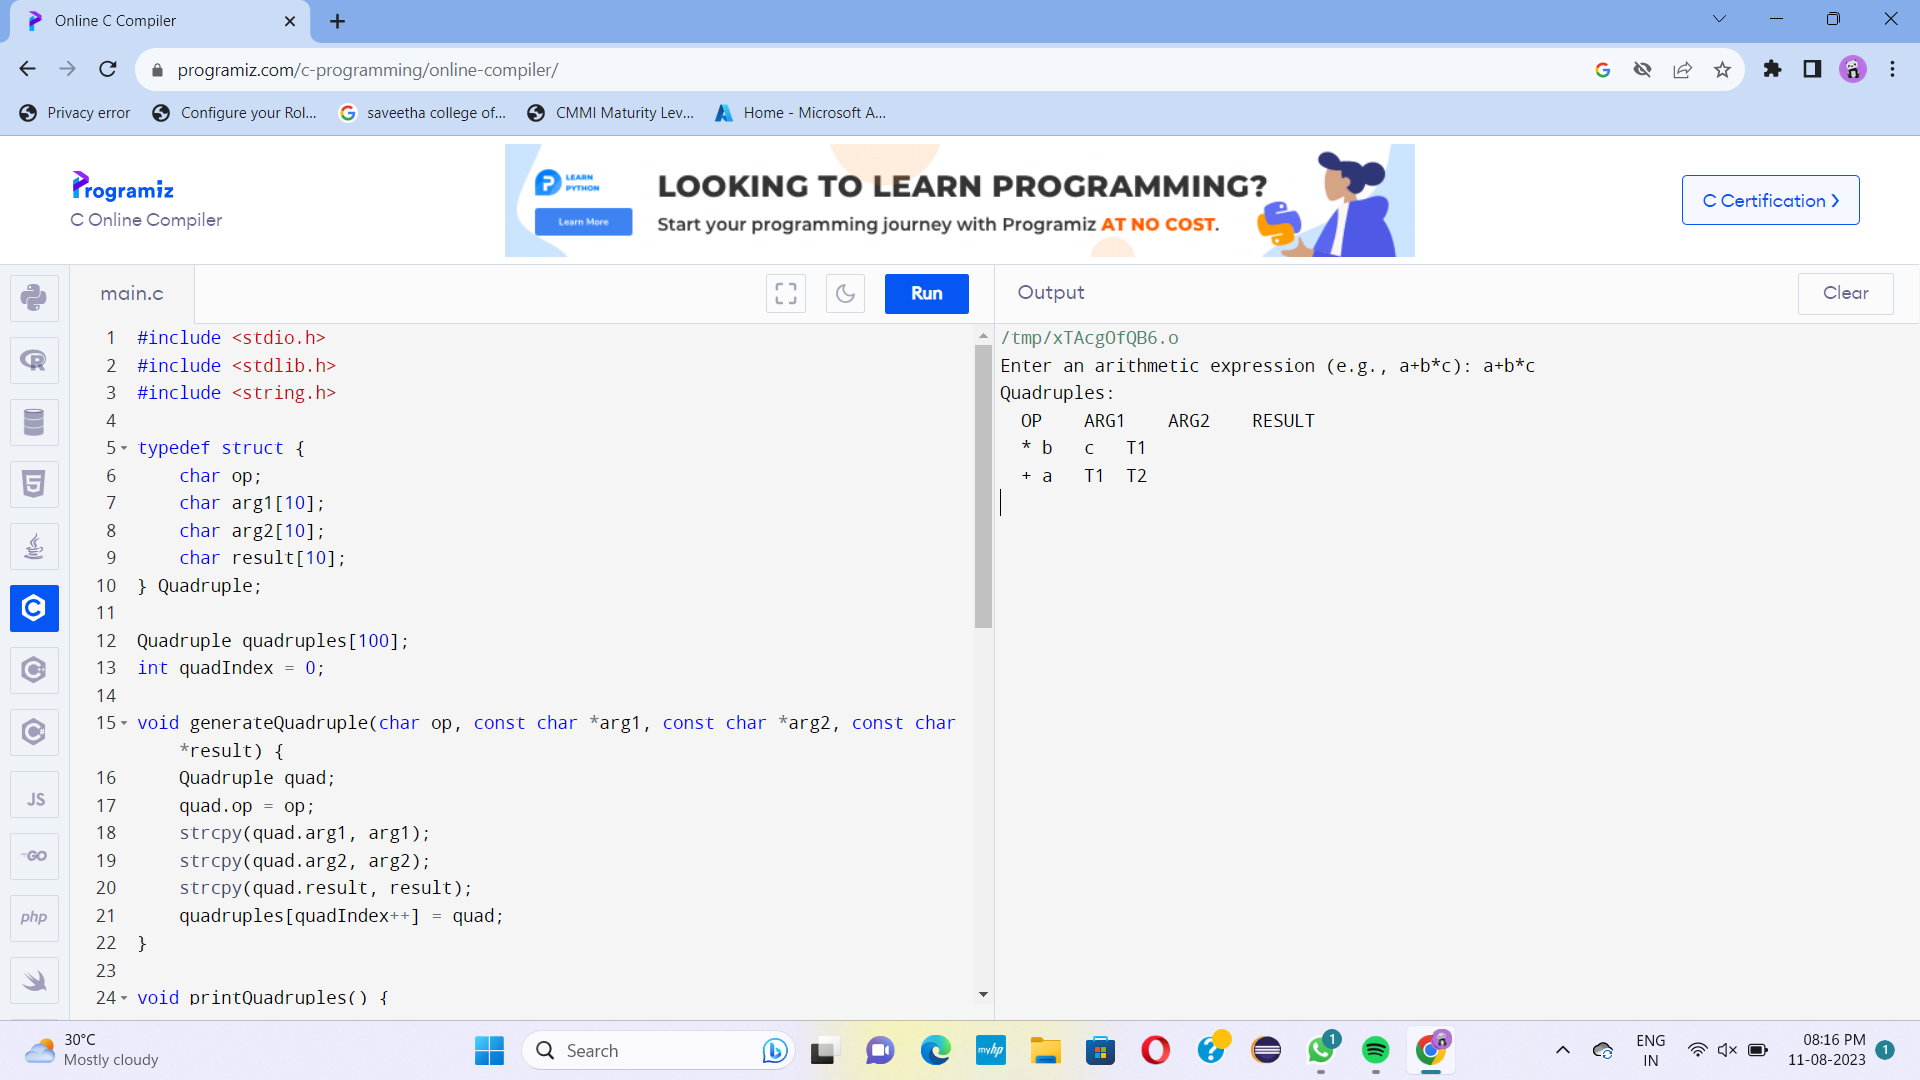 Online C Compiler
programiz.com/c-programming/online-compiler/
Privacy error
Configure your Rol...
saveetha college of...
CMMI Maturity Lev...
Home - Microsoft A...
Programiz
C Online Compiler
LEARN
PYTHON
Learn More
LOOKING TO LEARN PROGRAMMING?
Start your programming journey with Programiz AT NO COST.
C Certification >
main.c
Run
Output
Clear
1 #include <stdio.h>
2 #include <stdlib.h>
3 #include <string.h>
4
5 typedef struct {
6 char op;
7 char arg1[10];
8 char arg2[10];
9 char result[10];
10 } Quadruple;
11
12 Quadruple quadruples[100];
13 int quadIndex = 0;
14
15 void generateQuadruple(char op, const char *arg1, const char *arg2, const char
*result) {
16 Quadruple quad;
17 quad.op = op;
18 strcpy(quad.arg1, arg1);
19 strcpy(quad.arg2, arg2);
20 strcpy(quad.result, result);
21 quadruples[quadIndex++] = quad;
22 }
23
24 void printQuadruples() {
/tmp/xTAcgOfQB6.o
Enter an arithmetic expression (e.g., a+b*c): a+b*c
Quadruples:
OP ARG1 ARG2 RESULT
* b c T1
+ a T1 T2
JS
GO
php
30°C
Mostly cloudy
Search
myhp
1
ENG
IN
08:16 PM
11-08-2023
1